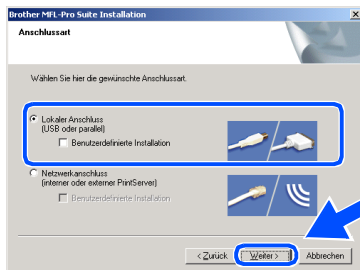 Brother MFL-Pro Suite Installation
Anschlussart
Wählen Sie hier die gewünschte Anschlussart.
Lokaler Anschluss
(USB oder parallel)
Benutzerdefinierte Installation
Netzwerkanschluss
(interner oder externer PrintServer)
Benutzerdefinierte Installation
< Zurück
Weiter >
Abbrechen